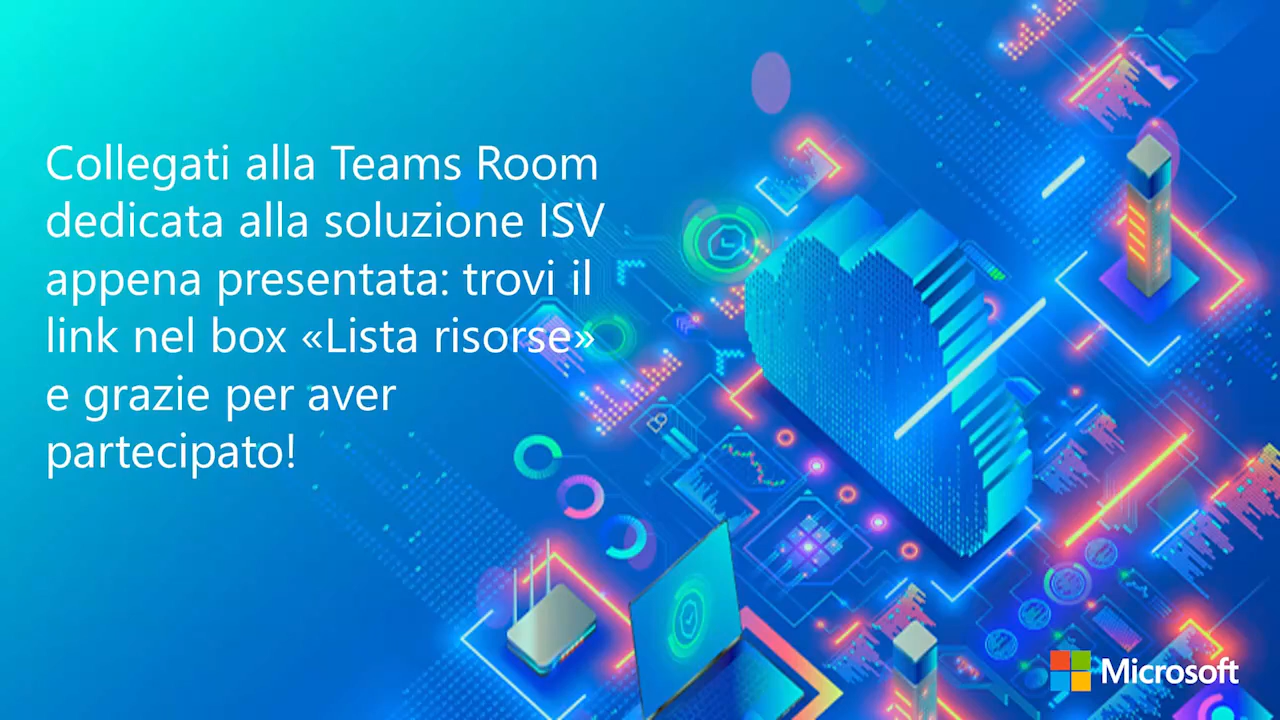 Collegati alla Teams Room
dedicata alla soluzione ISV
appena presentata: trovi il
link nel box «Lista risorse»
e grazie per aver
partecipato!
Microsoft